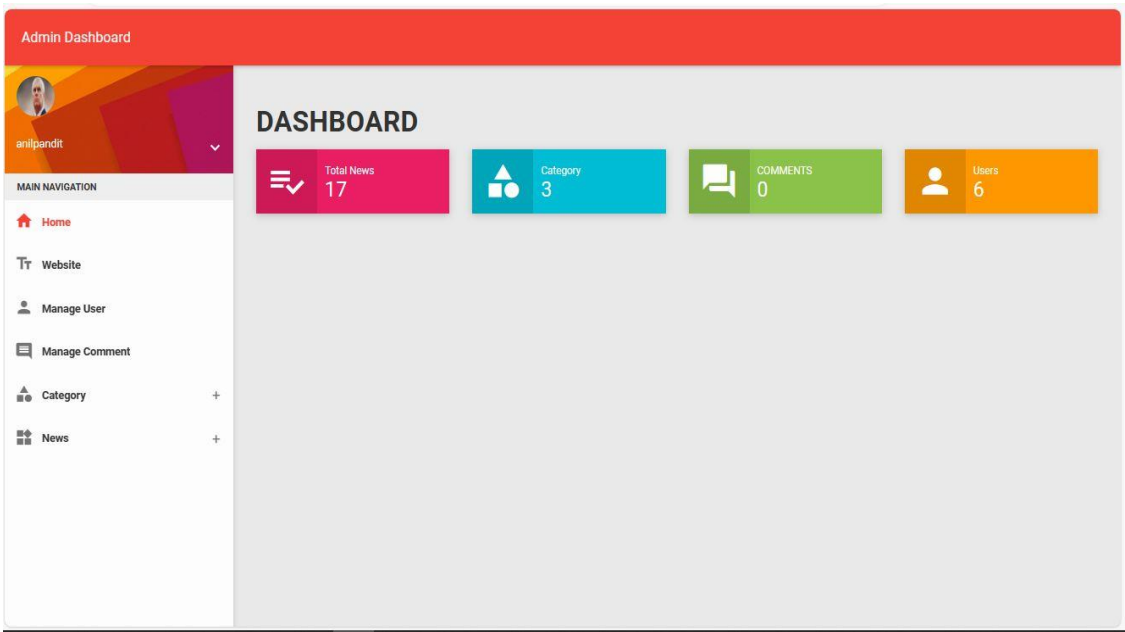 Admin Dashboard
anilpandit
MAIN NAVIGATION
Home
Website
Manage User
Manage Comment
Category +
News +
DASHBOARD
Total News
17
Category
3
COMMENTS
0
Users
6